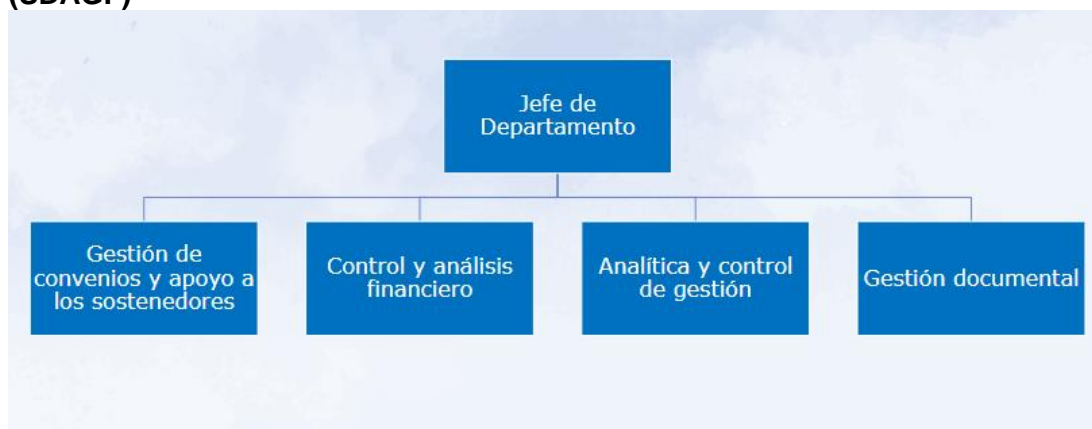 Jefe de
Departamento
Gestión de
convenios y apoyo a
los sostenedores
Control y análisis
financiero
Analítica y control
de gestión
Gestión documental